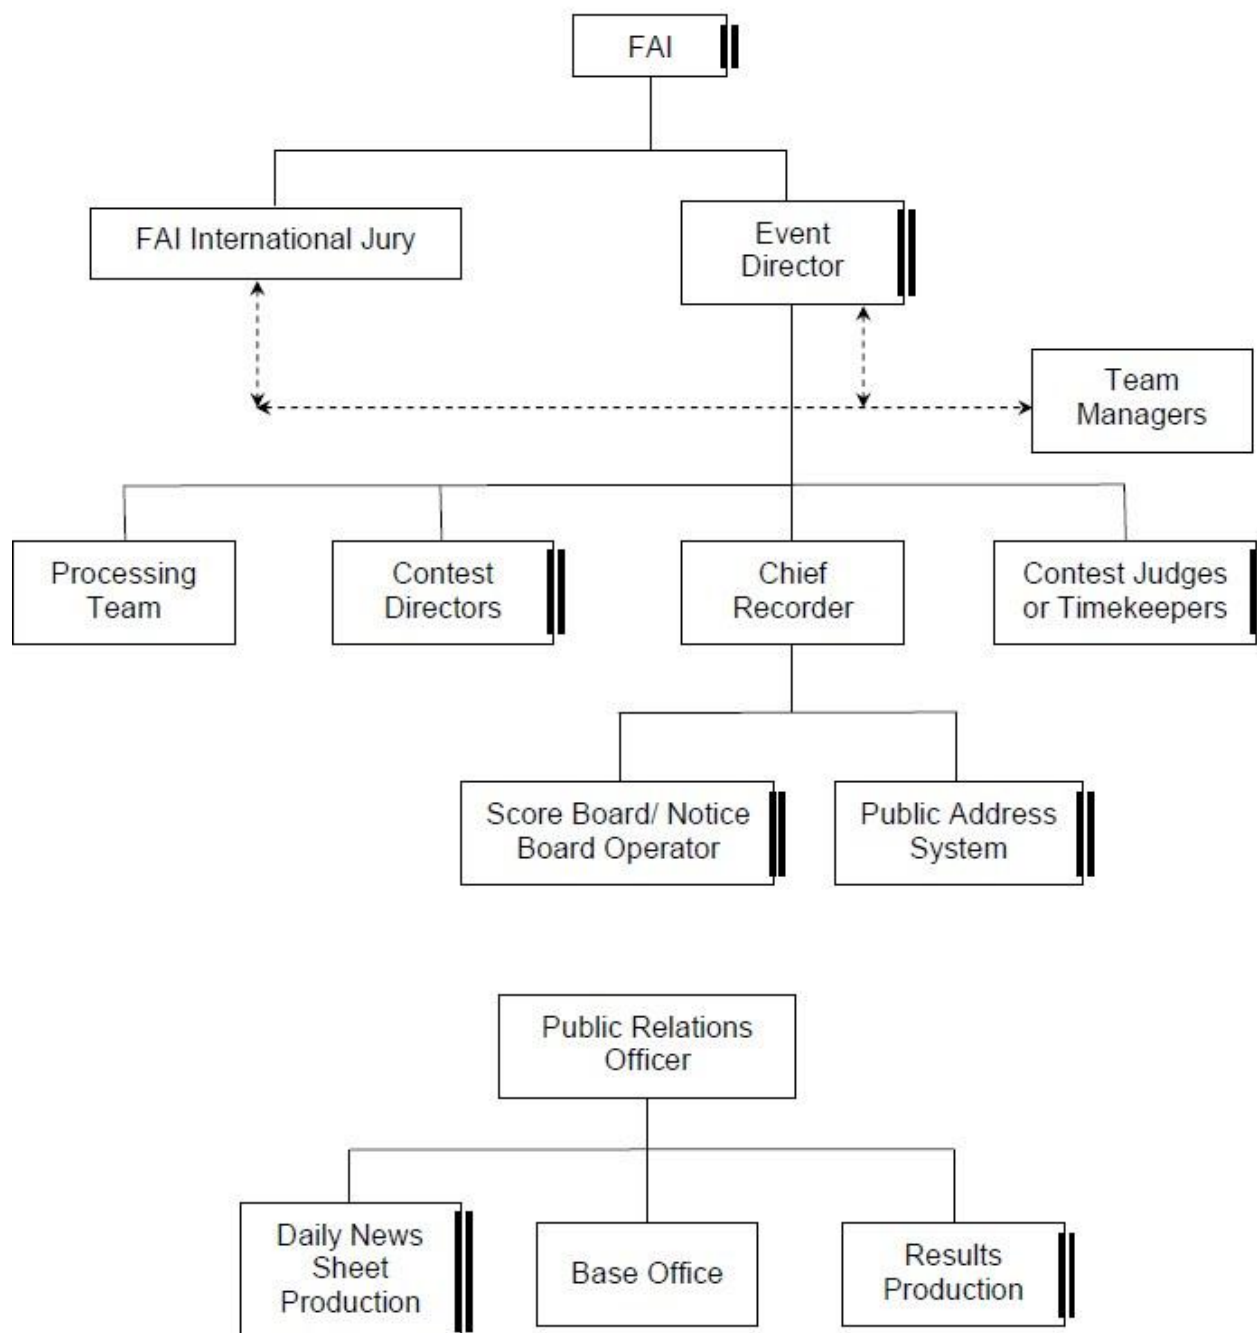 FAI
FAI International Jury
Event
Director
Team
Managers
Processing
Team
Contest
Directors
Chief
Recorder
Contest Judges
or Timekeepers
Score Board/ Notice
Board Operator
Public Address
System
Public Relations
Officer
Daily News
Sheet
Production
Base Office
Results
Production